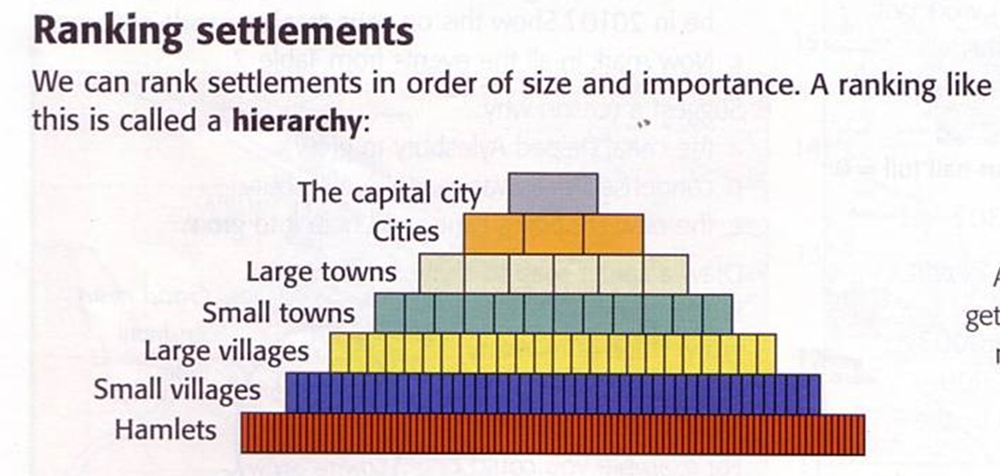 Ranking settlements
We can rank settlements in order of size and importance. A ranking like
this is called a hierarchy:
The capital city
Cities
Large towns
Small towns
Large villages
Small villages
Hamlets
get